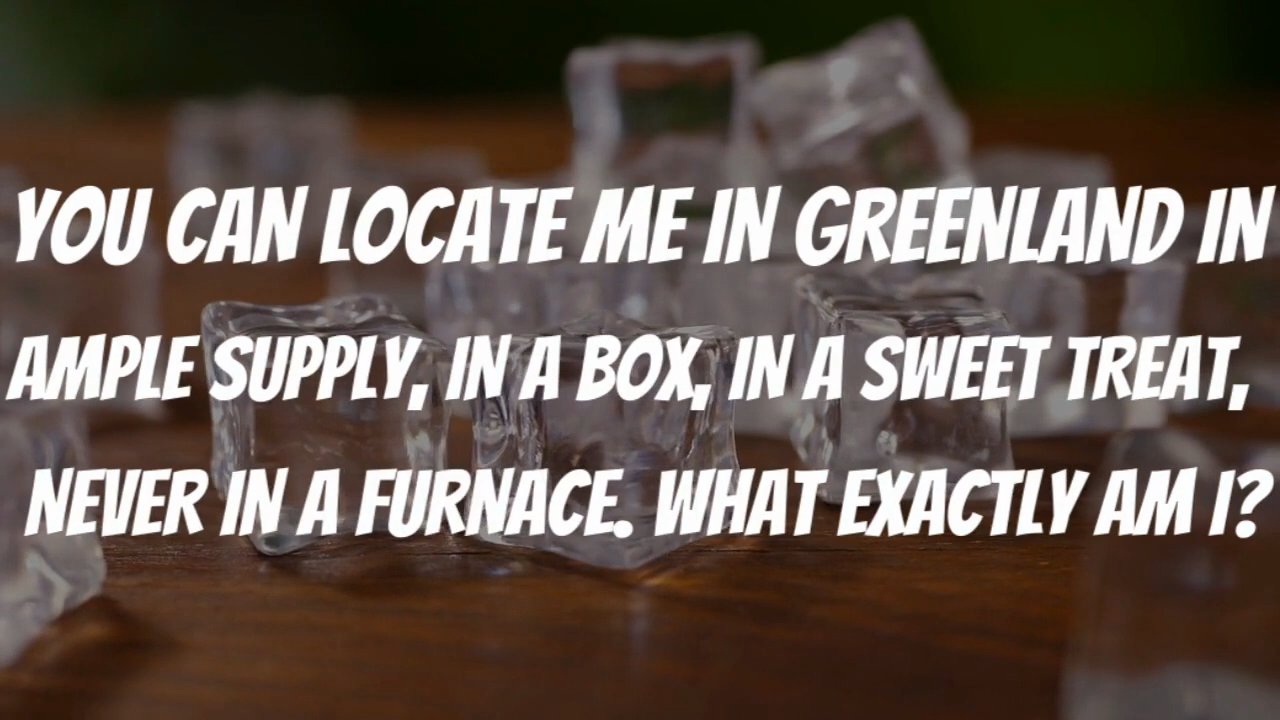 YOU CAN LOCATE ME IN GREENLAND IN
AMPLE SUPPLY, IN A BOX, IN A SWEET TREAT,
NEVER IN A FURNACE. WHAT EXACTLY AM I?